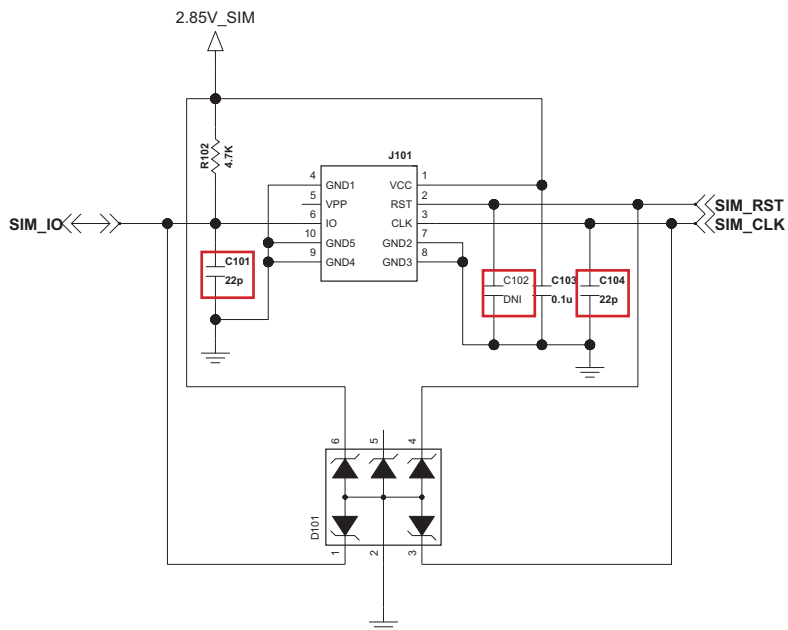 2.85V_SIM
R102
4.7K
J101
4
GND1
VCC
1
5
VPP
RST
2
SIM_RST
SIM_IO
6
IO
CLK
3
SIM_CLK
10
GND5
GND2
7
9
GND4
GND3
8
C101
22p
C102
DNI
C103
0.1u
C104
22p
6
5
4
D101
1
2
3